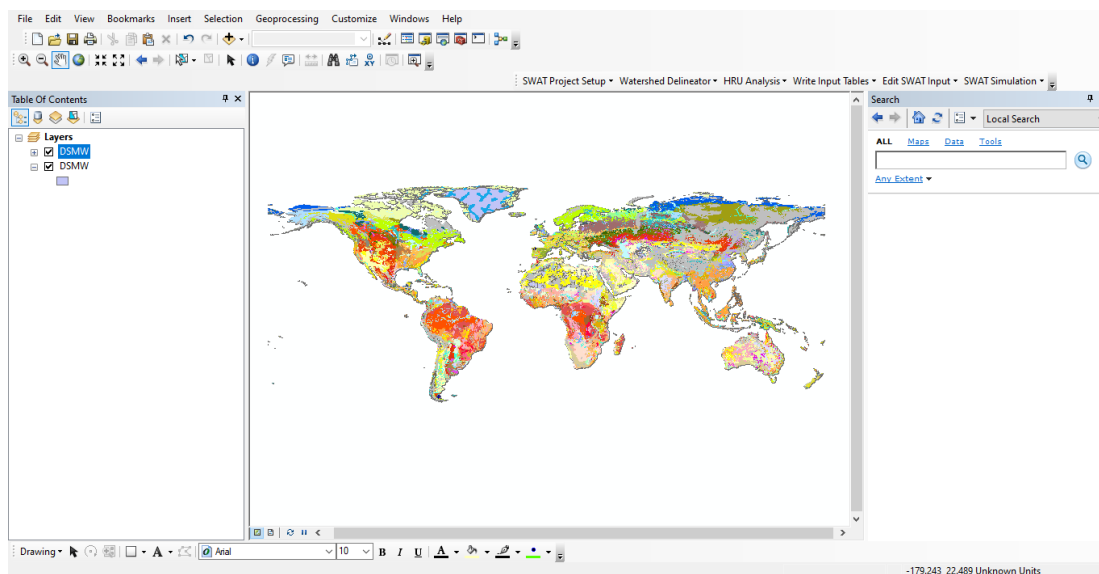 File Edit View Bookmarks Insert Selection Geoprocessing Customize Windows Help
SWAT Project Setup Watershed Delineator HRU Analysis Write Input Tables Edit SWAT Input SWAT Simulation
Table Of Contents
Search
Layers
DSMW
DSMW
Local Search
ALL Maps Data Tools
Any Extent
Drawing A Arial 10 B I U A
-179.243 22.489 Unknown Units